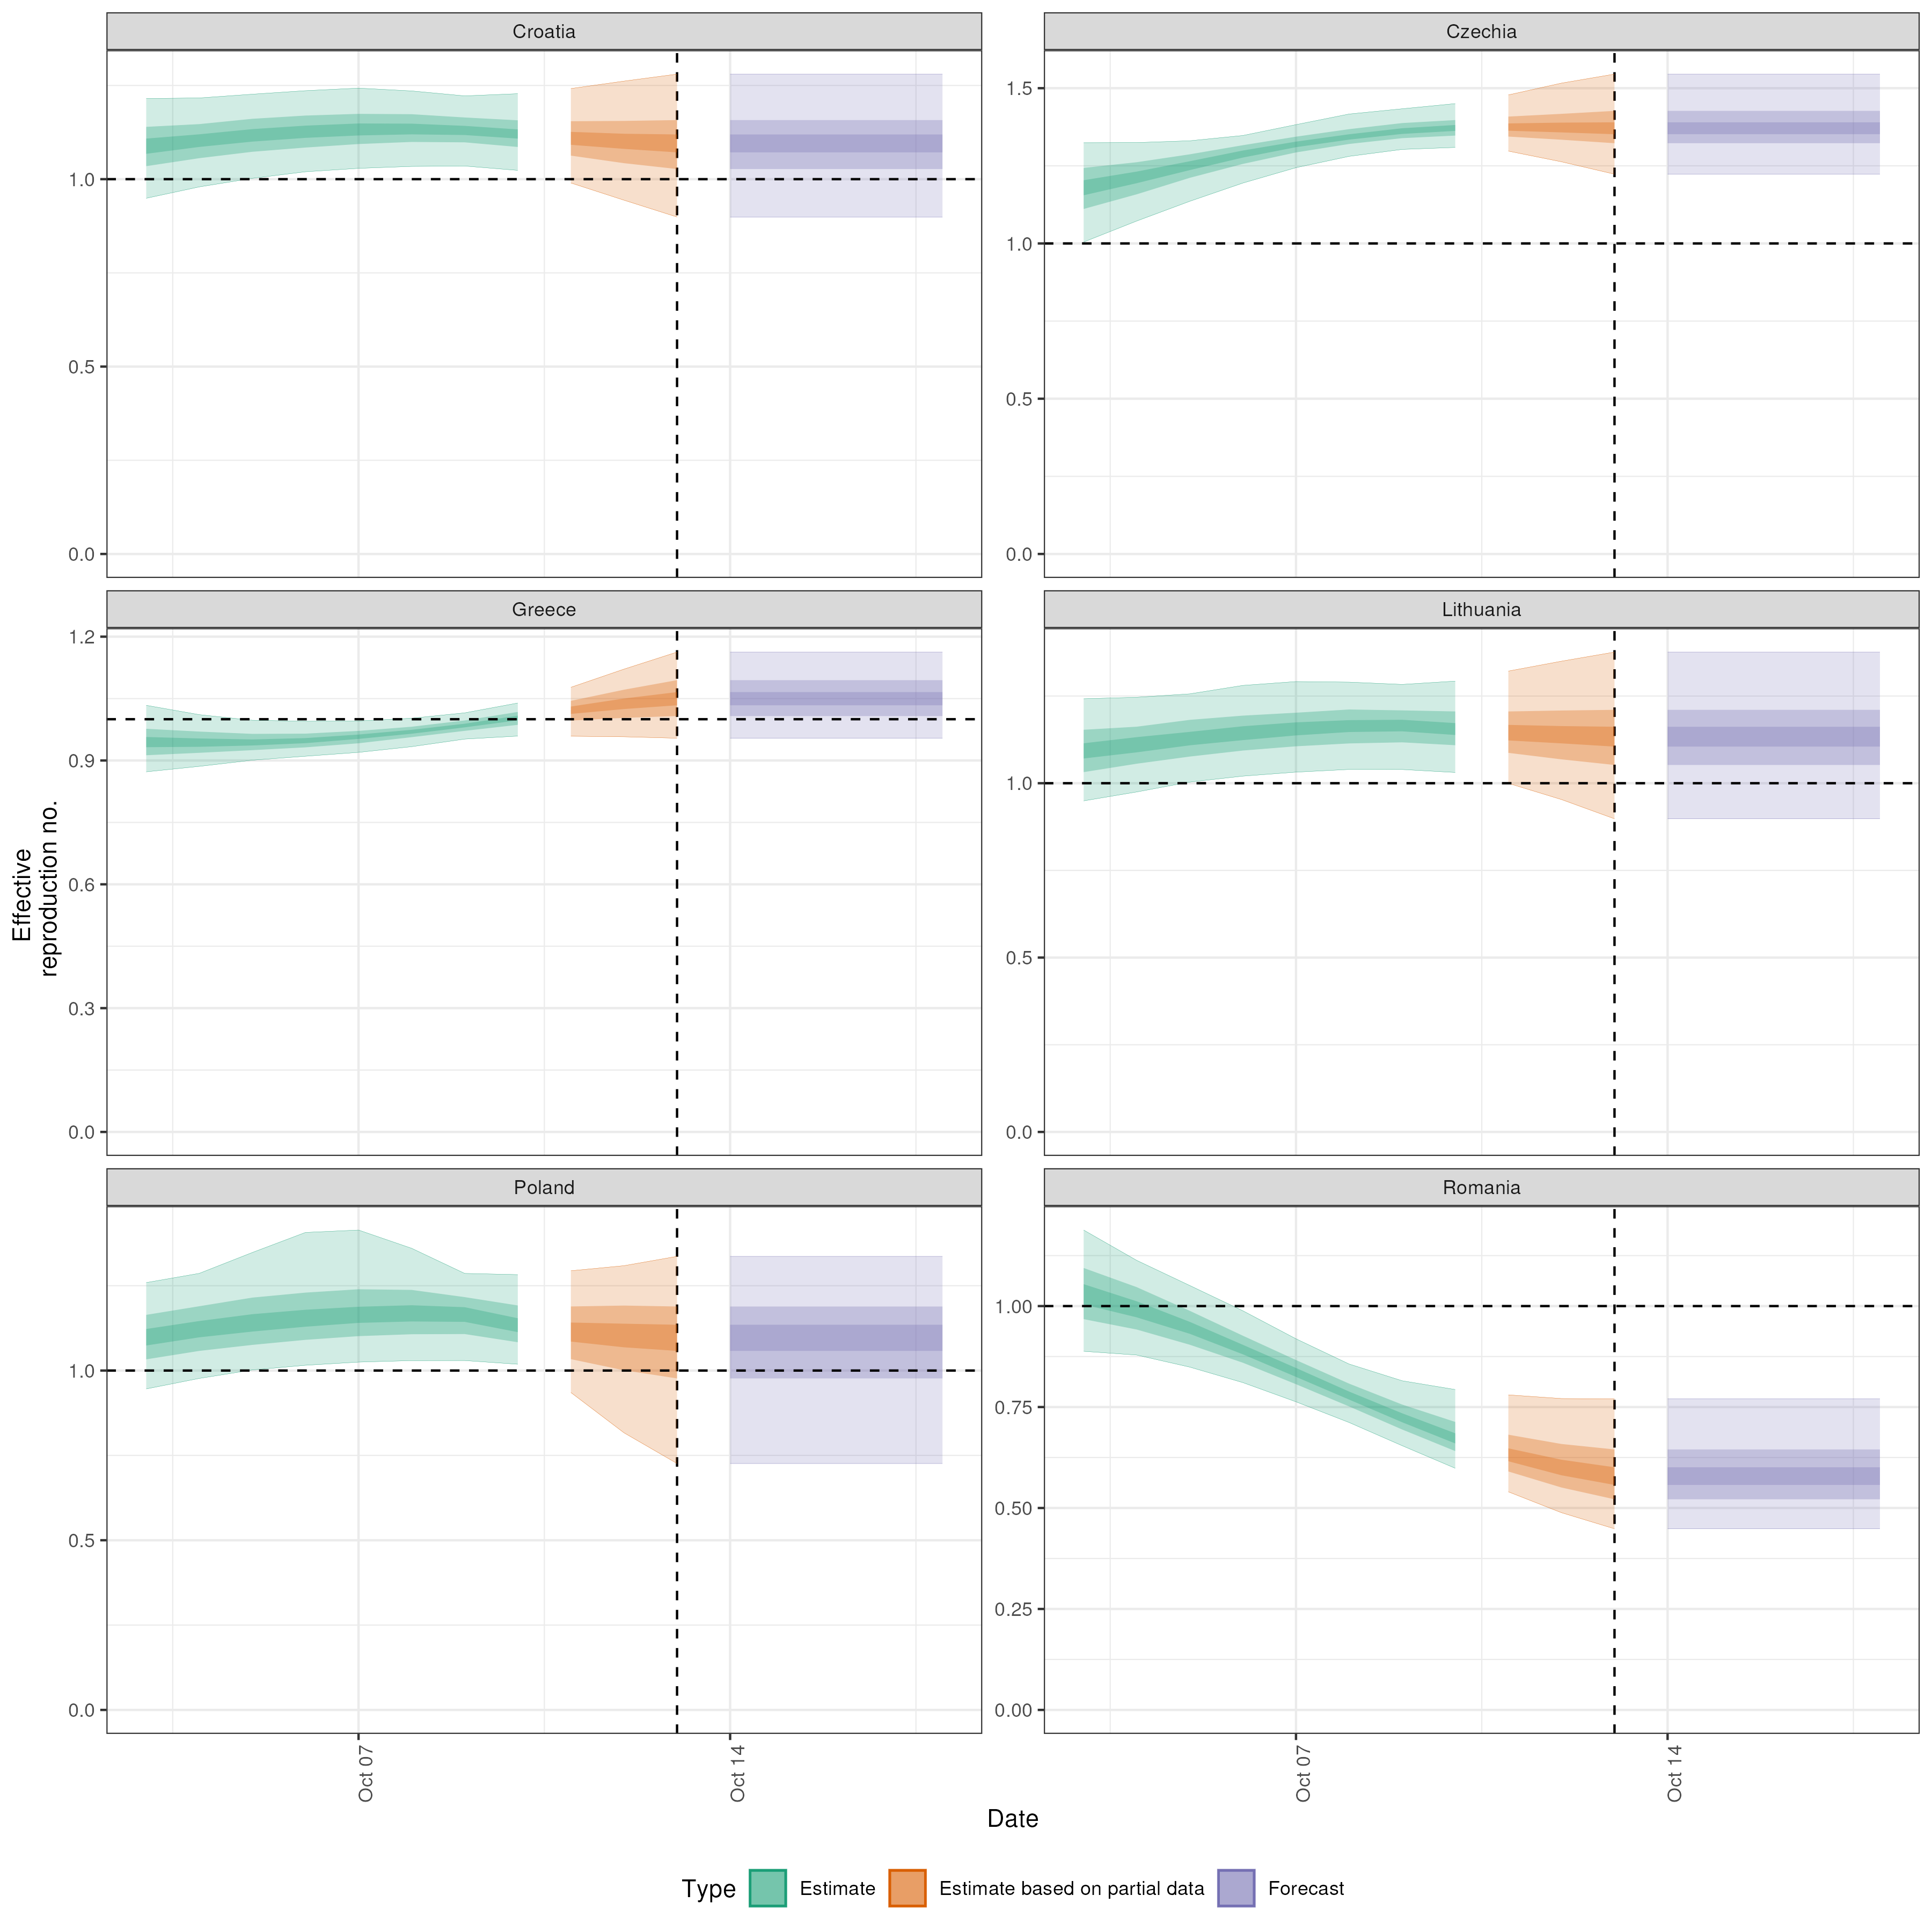 Croatia
Czechia
1.0
0.5
0.0
1.5
1.0
0.5
0.0
Greece
Lithuania
1.2
0.9
0.6
0.3
0.0
1.0
0.5
0.0
Effective
reproduction no.
Poland
Romania
1.0
0.5
0.0
1.00
0.75
0.50
0.25
0.00
Oct 07
Oct 14
Oct 07
Oct 14
Date
Type Estimate Estimate based on partial data Forecast